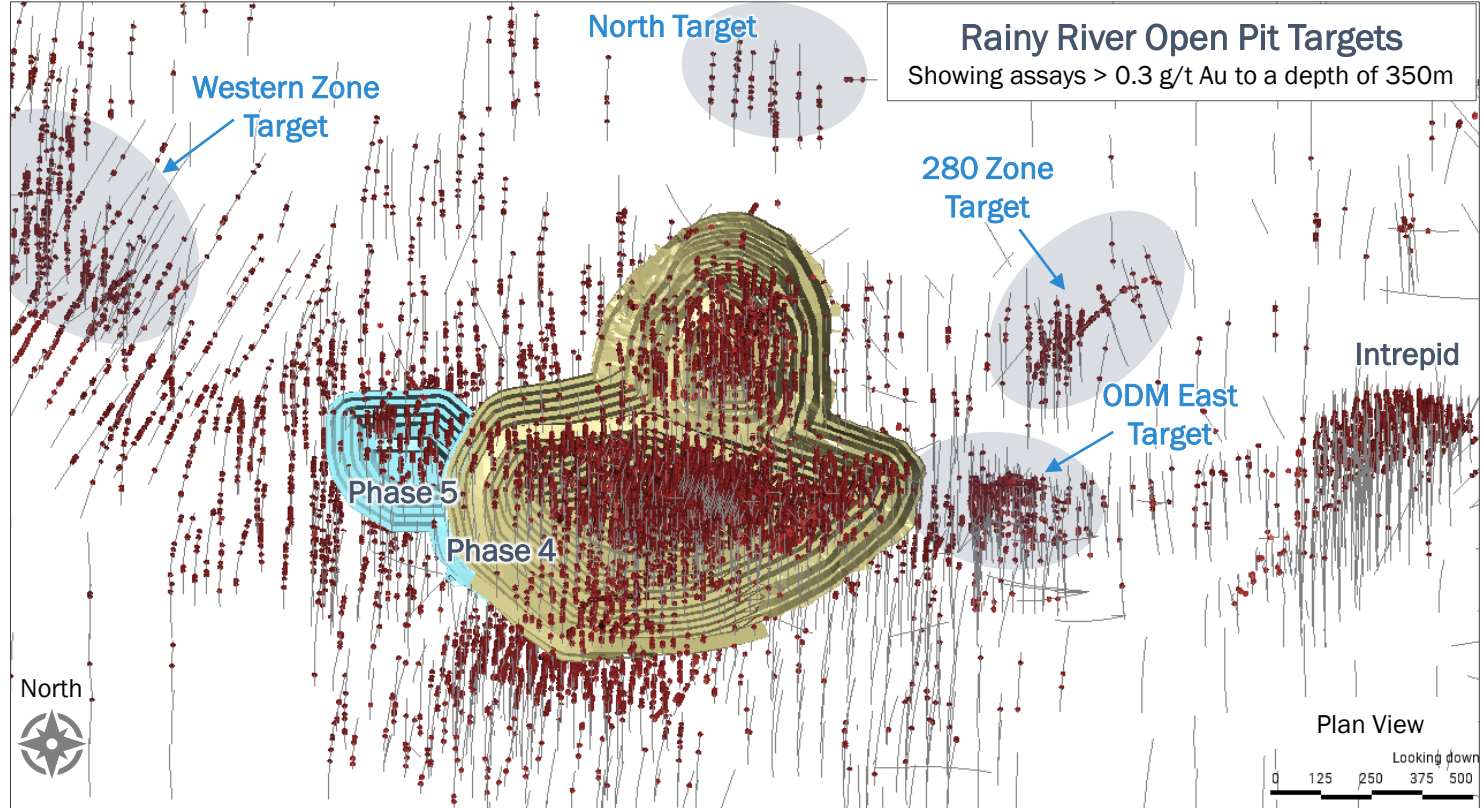 Rainy River Open Pit Targets
Showing assays > 0.3 g/t Au to a depth of 350m
North Target
Western Zone
Target
280 Zone
Target
Intrepid
ODM East
Target
Phase 5
Phase 4
North
Plan View
Looking down
0 125 250 375 500